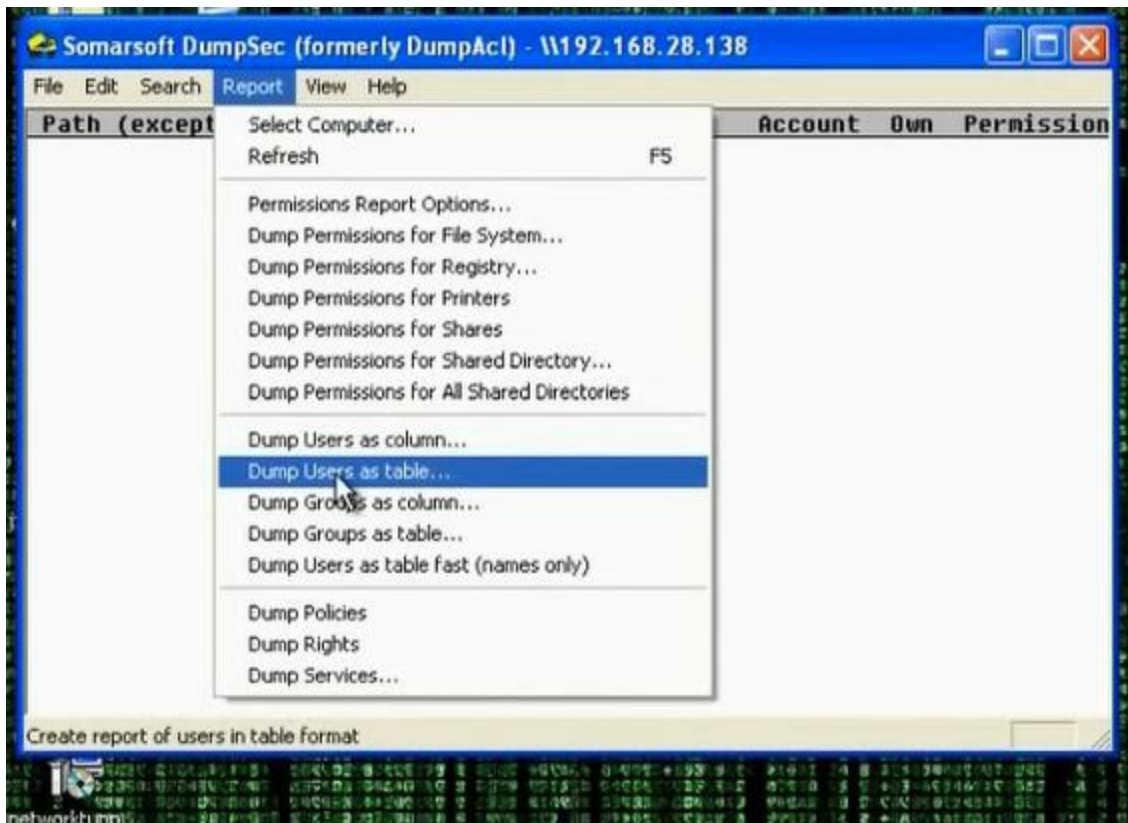 Somarsoft DumpSec (formerly DumpAcl) - \\192.168.28.138
File Edit Search Report View Help
Path (except Account Own Permission
Select Computer...
Refresh F5
Permissions Report Options...
Dump Permissions for File System...
Dump Permissions for Registry...
Dump Permissions for Printers
Dump Permissions for Shares
Dump Permissions for Shared Directory...
Dump Permissions for All Shared Directories
Dump Users as column...
Dump Users as table...
Dump Groups as column...
Dump Groups as table...
Dump Users as table fast (names only)
Dump Policies
Dump Rights
Dump Services...
Create report of users in table format